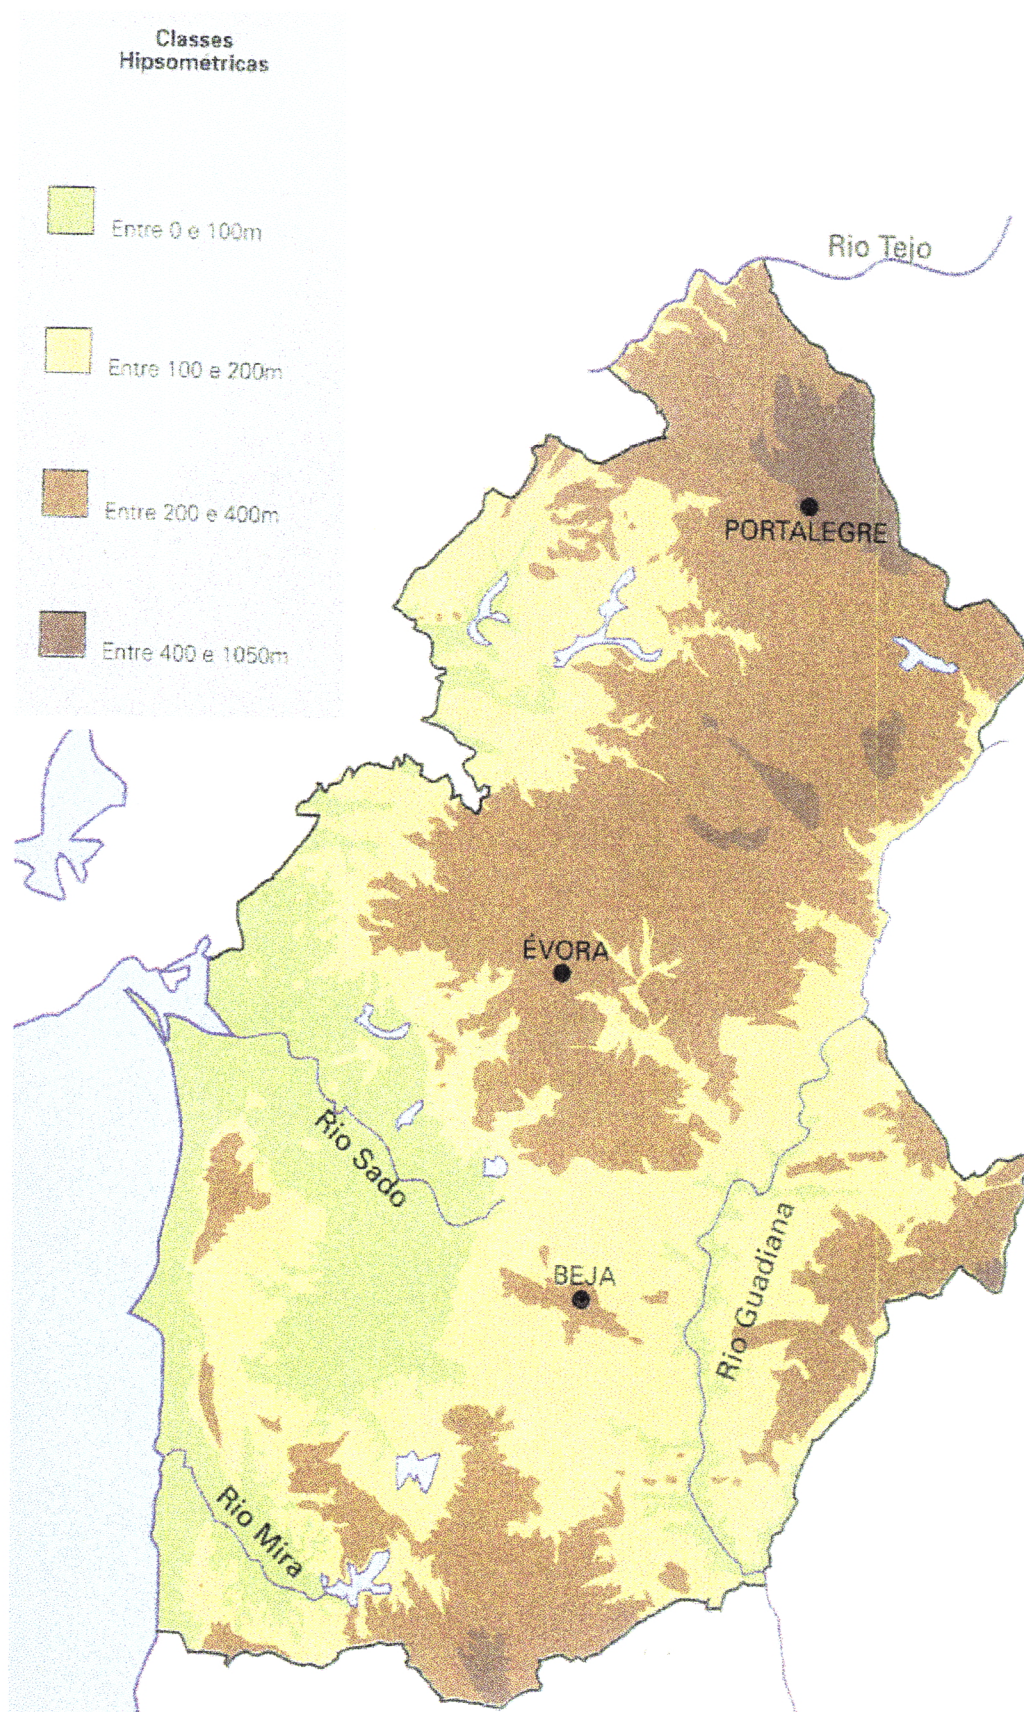 Classes
Hipsométricas
Entre 0 e 100m
Entre 100 e 200m
Entre 200 e 400m
Entre 400 e 1050m
Rio Tejo
PORTALEGRE
ÉVORA
Rio Sado
BEJA
Rio Guadiana
Rio Mira